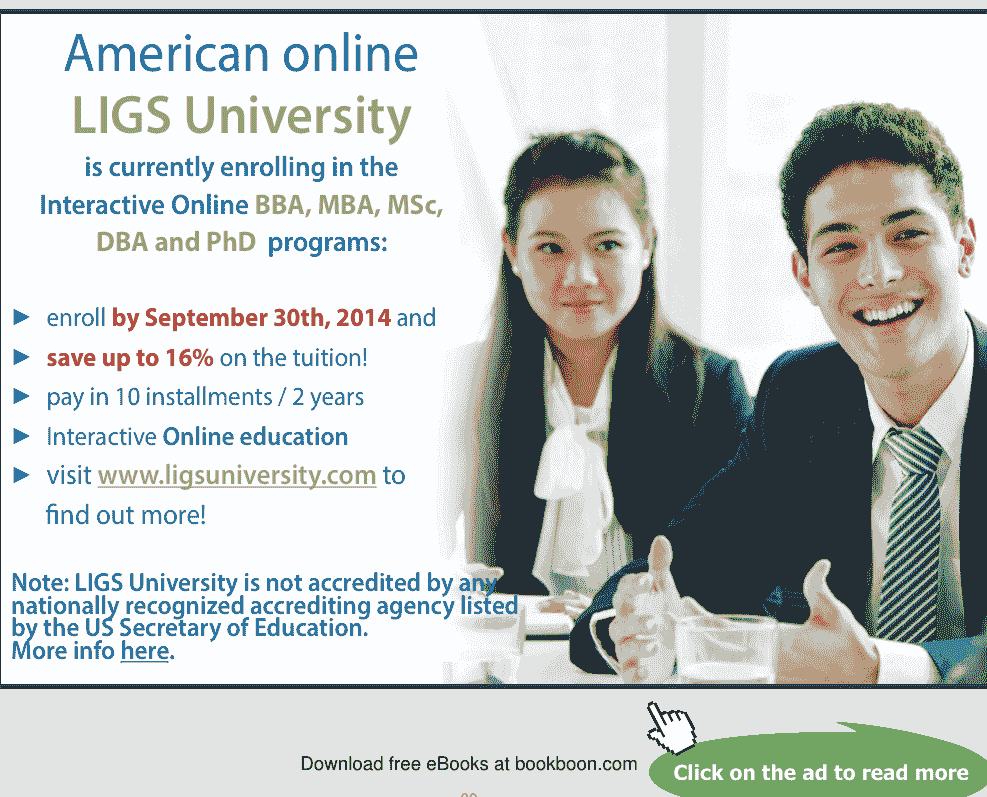 American online
LIGS University
is currently enrolling in the
Interactive Online BBA, MBA, MSc,
DBA and PhD programs:
► enroll by September 30th, 2014 and
► save up to 16% on the tuition!
► pay in 10 installments / 2 years
► Interactive Online education
► visit www.ligsuniversity.com to
find out more!
Note: LIGS University is not accredited by any
nationally recognized accrediting agency listed
by the US Secretary of Education.
More info here.
Download free eBooks at bookboon.com
Click on the ad to read more